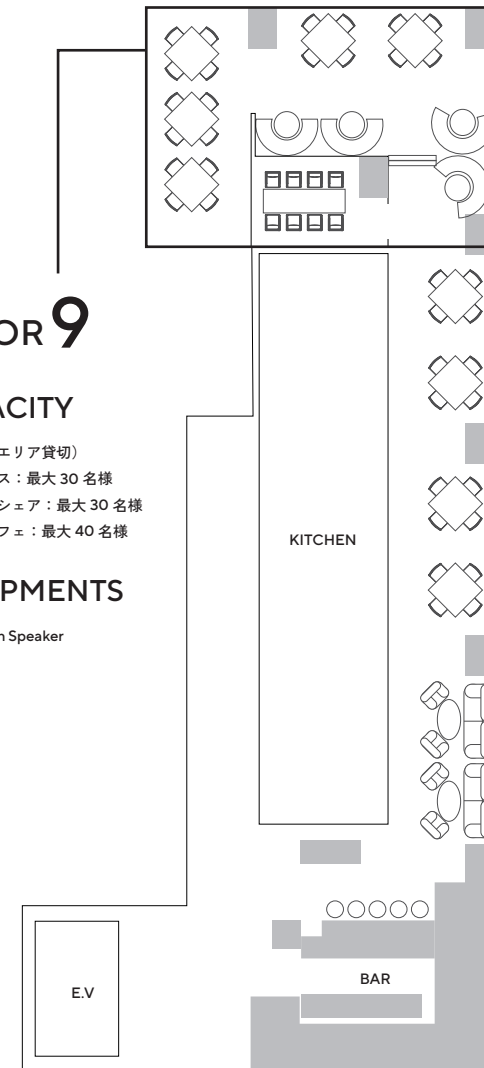 OR 9
ACITY
エリア貸切）
ス：最大 30 名様
シェア：最大 30 名様
フェ：最大 40 名様
PMENTS
n Speaker
KITCHEN
BAR
E.V